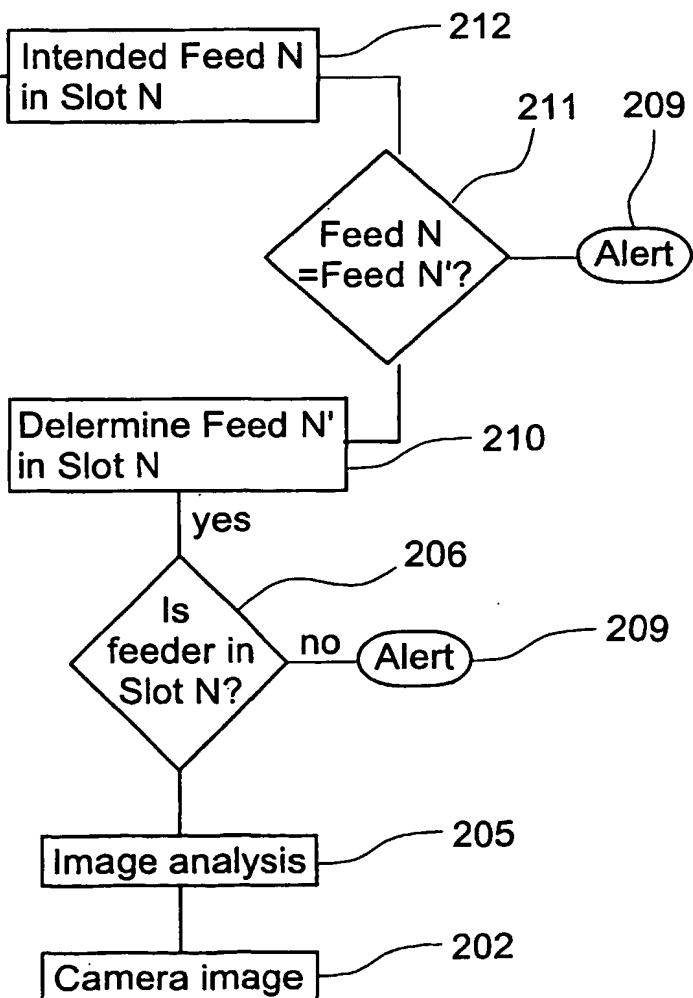 212
Intended Feed N
in Slot N
211
209
Feed N
=Feed N'?
Alert
Delermine Feed N'
in Slot N
210
yes
206
Is
feeder in
Slot N?
no
Alert
209
Image analysis
205
Camera image
202